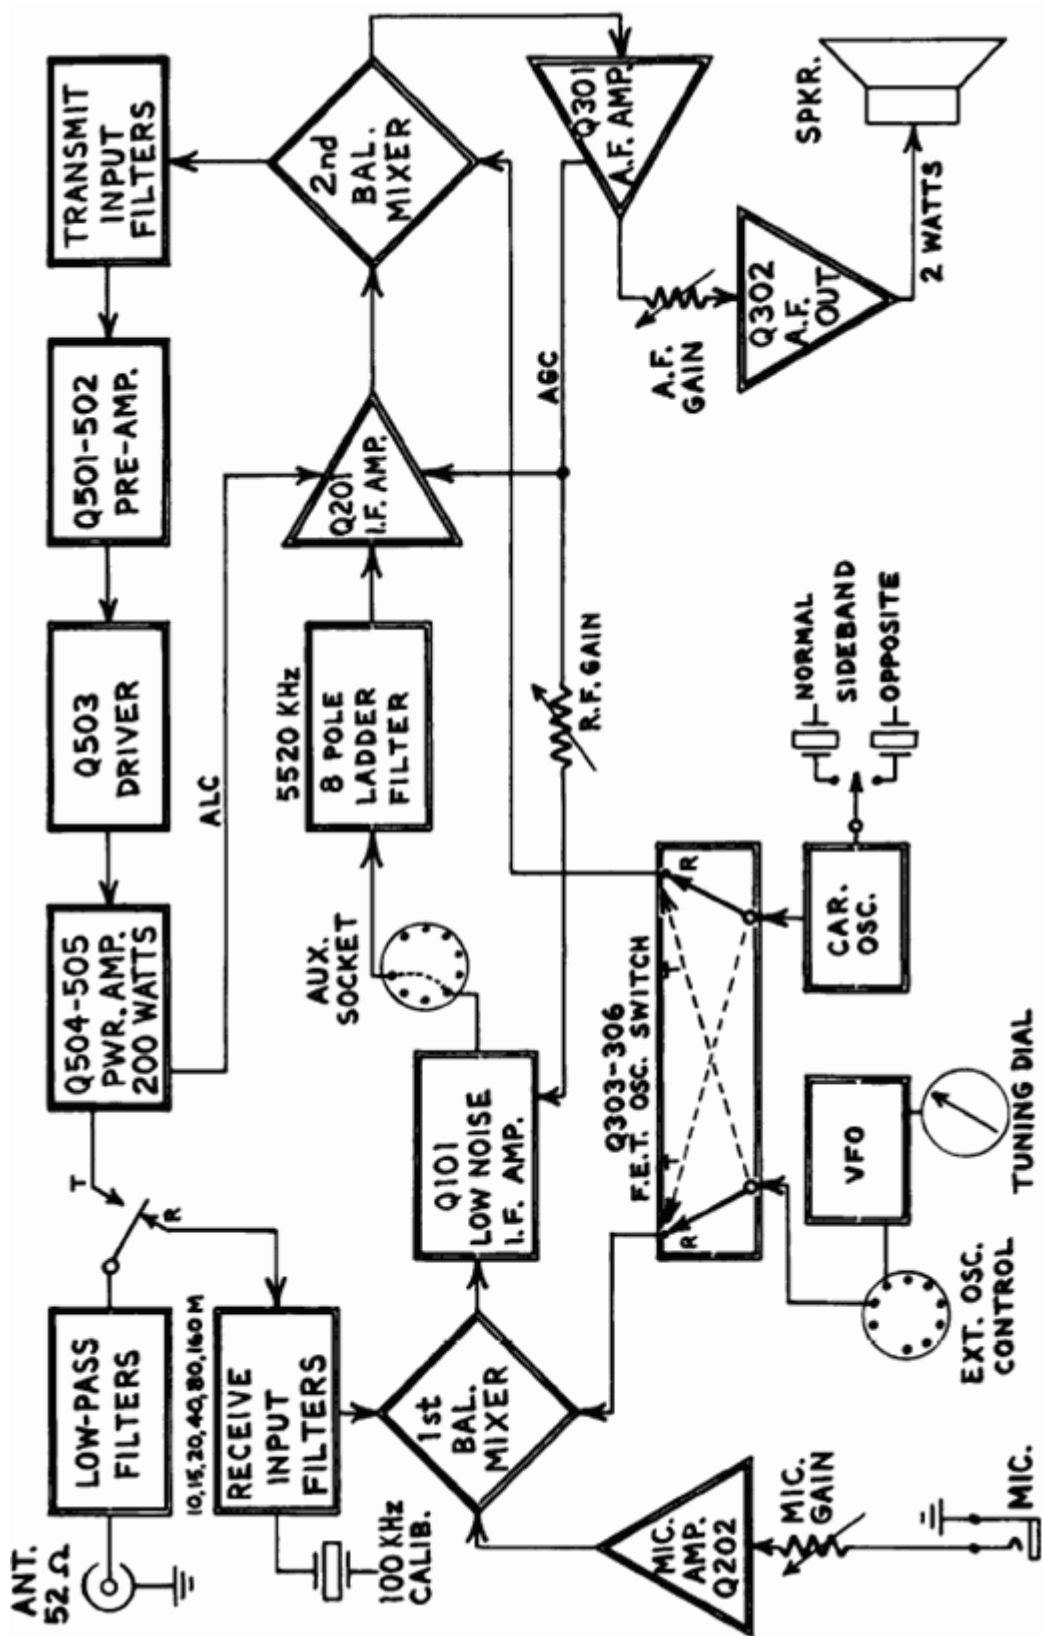 ANT.
52 Ω
LOW-PASS
FILTERS
10,15,20,40,80,160M
T
R
Q504-505
PWR. AMP.
200 WATTS
Q503
DRIVER
Q501-502
PRE-AMP.
TRANSMIT
INPUT
FILTERS
ALC
RECEIVE
INPUT
FILTERS
100 KHz
CALIB.
1st
BAL.
MIXER
Q101
LOW NOISE
I.F. AMP.
AUX.
SOCKET
5520 KHz
8 POLE
LADDER
FILTER
Q201
I.F. AMP.
2nd
BAL.
MIXER
R.F. GAIN
AGC
Q301
A.F. AMP.
A.F.
GAIN
Q302
A.F.
OUT
2 WATTS
SPKR.
MIC.
AMP.
Q202
MIC.
GAIN
MIC.
Q303-306
F.E.T. OSC. SWITCH
R
T
T
R
EXT. OSC.
CONTROL
VFO
TUNING DIAL
CAR.
OSC.
NORMAL
SIDEBAND
OPPOSITE